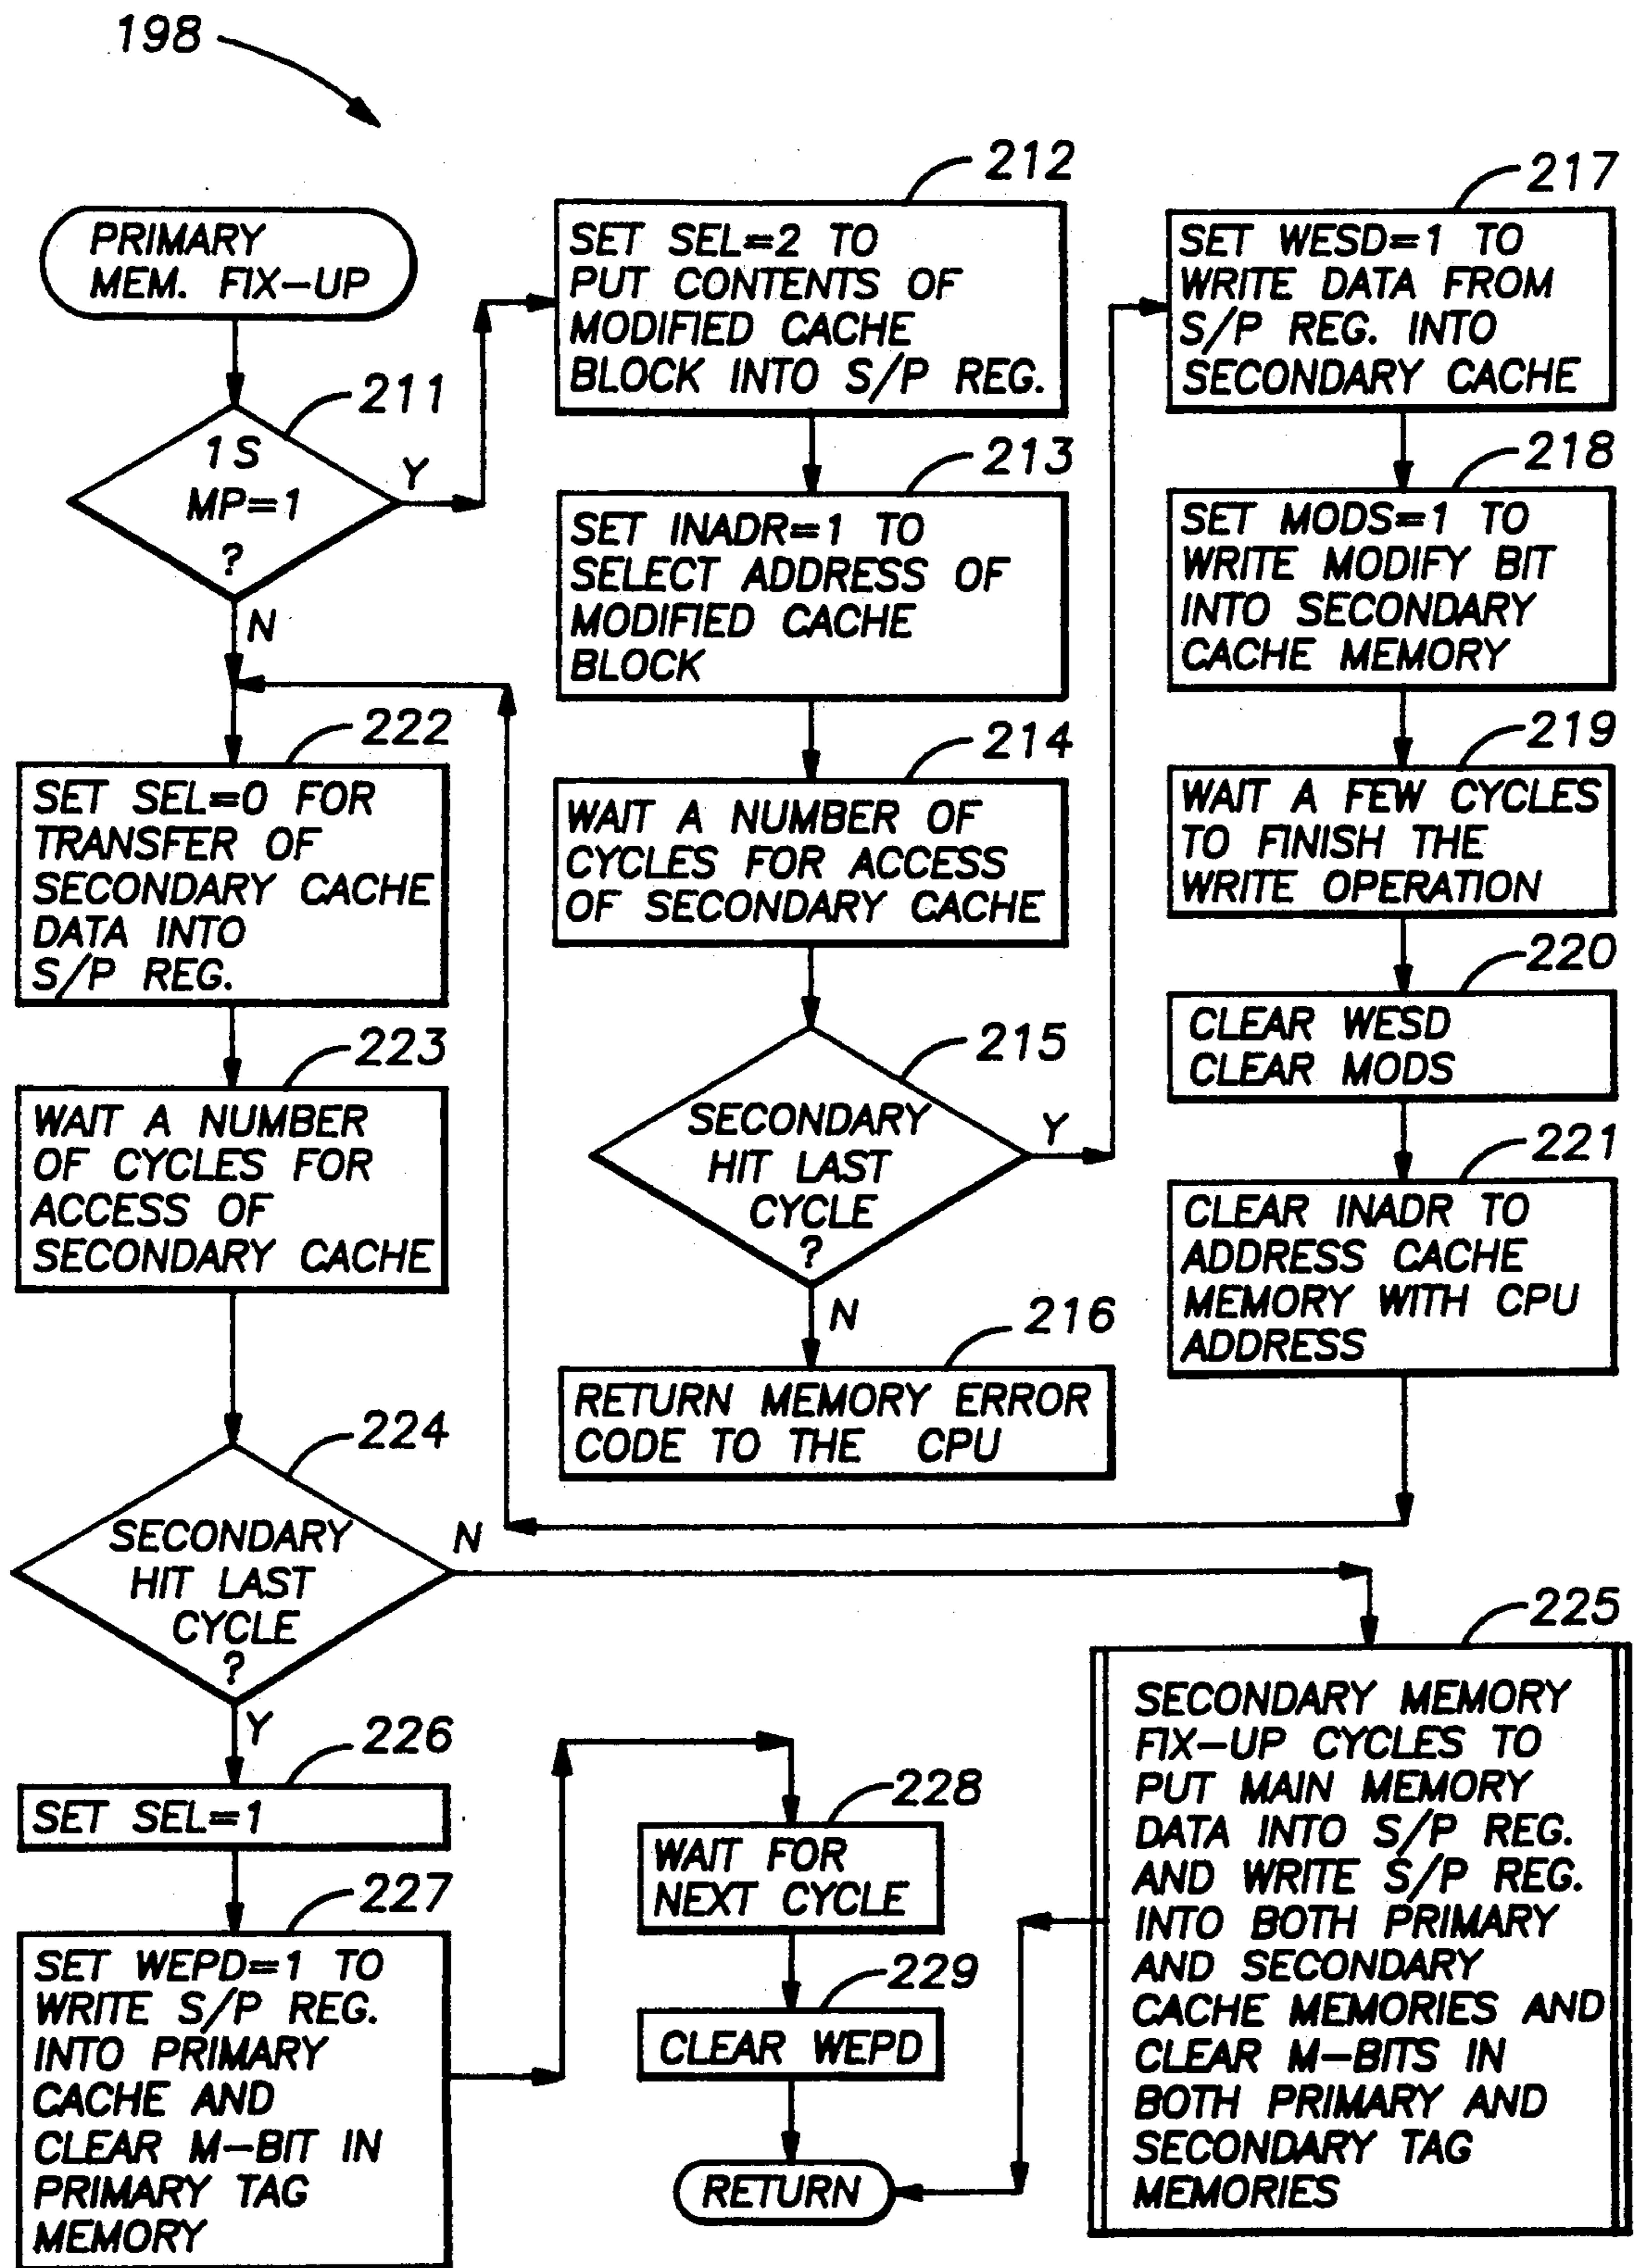 198
PRIMARY
MEM. FIX-UP
211
1S
MP=1
?
Y
N
212
SET SEL=2 TO
PUT CONTENTS OF
MODIFIED CACHE
BLOCK INTO S/P REG.
213
SET INADR=1 TO
SELECT ADDRESS OF
MODIFIED CACHE
BLOCK
214
WAIT A NUMBER OF
CYCLES FOR ACCESS
OF SECONDARY CACHE
215
SECONDARY
HIT LAST
CYCLE
?
Y
N
216
RETURN MEMORY ERROR
CODE TO THE CPU
217
SET WESD=1 TO
WRITE DATA FROM
S/P REG. INTO
SECONDARY CACHE
218
SET MODS=1 TO
WRITE MODIFY BIT
INTO SECONDARY
CACHE MEMORY
219
WAIT A FEW CYCLES
TO FINISH THE
WRITE OPERATION
220
CLEAR WESD
CLEAR MODS
221
CLEAR INADR TO
ADDRESS CACHE
MEMORY WITH CPU
ADDRESS
222
SET SEL=0 FOR
TRANSFER OF
SECONDARY CACHE
DATA INTO
S/P REG.
223
WAIT A NUMBER
OF CYCLES FOR
ACCESS OF
SECONDARY CACHE
224
SECONDARY
HIT LAST
CYCLE
?
N
Y
225
SECONDARY MEMORY
FIX-UP CYCLES TO
PUT MAIN MEMORY
DATA INTO S/P REG.
AND WRITE S/P REG.
INTO BOTH PRIMARY
AND SECONDARY
CACHE MEMORIES AND
CLEAR M-BITS IN
BOTH PRIMARY AND
SECONDARY TAG
MEMORIES
226
SET SEL=1
227
SET WEPD=1 TO
WRITE S/P REG.
INTO PRIMARY
CACHE AND
CLEAR M-BIT IN
PRIMARY TAG
MEMORY
228
WAIT FOR
NEXT CYCLE
229
CLEAR WEPD
RETURN